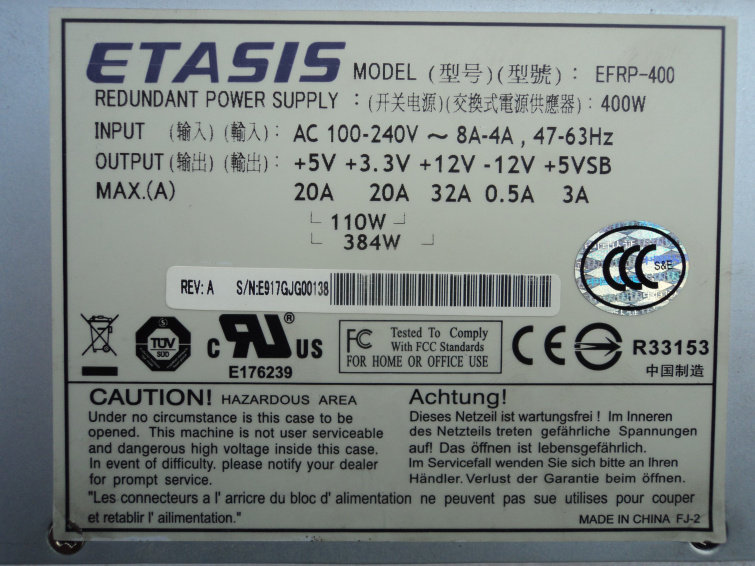 ETASIS MODEL (型号)(型號): EFRP-400
REDUNDANT POWER SUPPLY : (开关电源)(交換式電源供應器): 400W
INPUT (输入) (輸入): AC 100-240V ~ 8A-4A , 47-63Hz
OUTPUT (输出) (輸出): +5V +3.3V +12V -12V +5VSB
MAX.(A) 20A 20A 32A 0.5A 3A
110W
384W
CCC S&E
REV: A S/N:E917GJG00138
TÜV SÜD
c RU US ®
E176239
FC Tested To Comply
With FCC Standards
FOR HOME OR OFFICE USE
CE
R33153
中国制造
CAUTION! HAZARDOUS AREA
Under no circumstance is this case to be
opened. This machine is not user serviceable
and dangerous high voltage inside this case.
In event of difficulty. please notify your dealer
for prompt service.
Achtung!
Dieses Netzeil ist wartungsfrei ! Im Inneren
des Netzteils treten gefährliche Spannungen
auf! Das öffnen ist lebensgefährlich.
Im Servicefall wenden Sie sich bitte an Ihren
Händler. Verlust der Garantie beim öffnen.
"Les connecteurs a l' arricre du bloc d' alimentation ne peuvent pas sue utilises pour couper
et retablir l' ailimentation."
MADE IN CHINA FJ-2